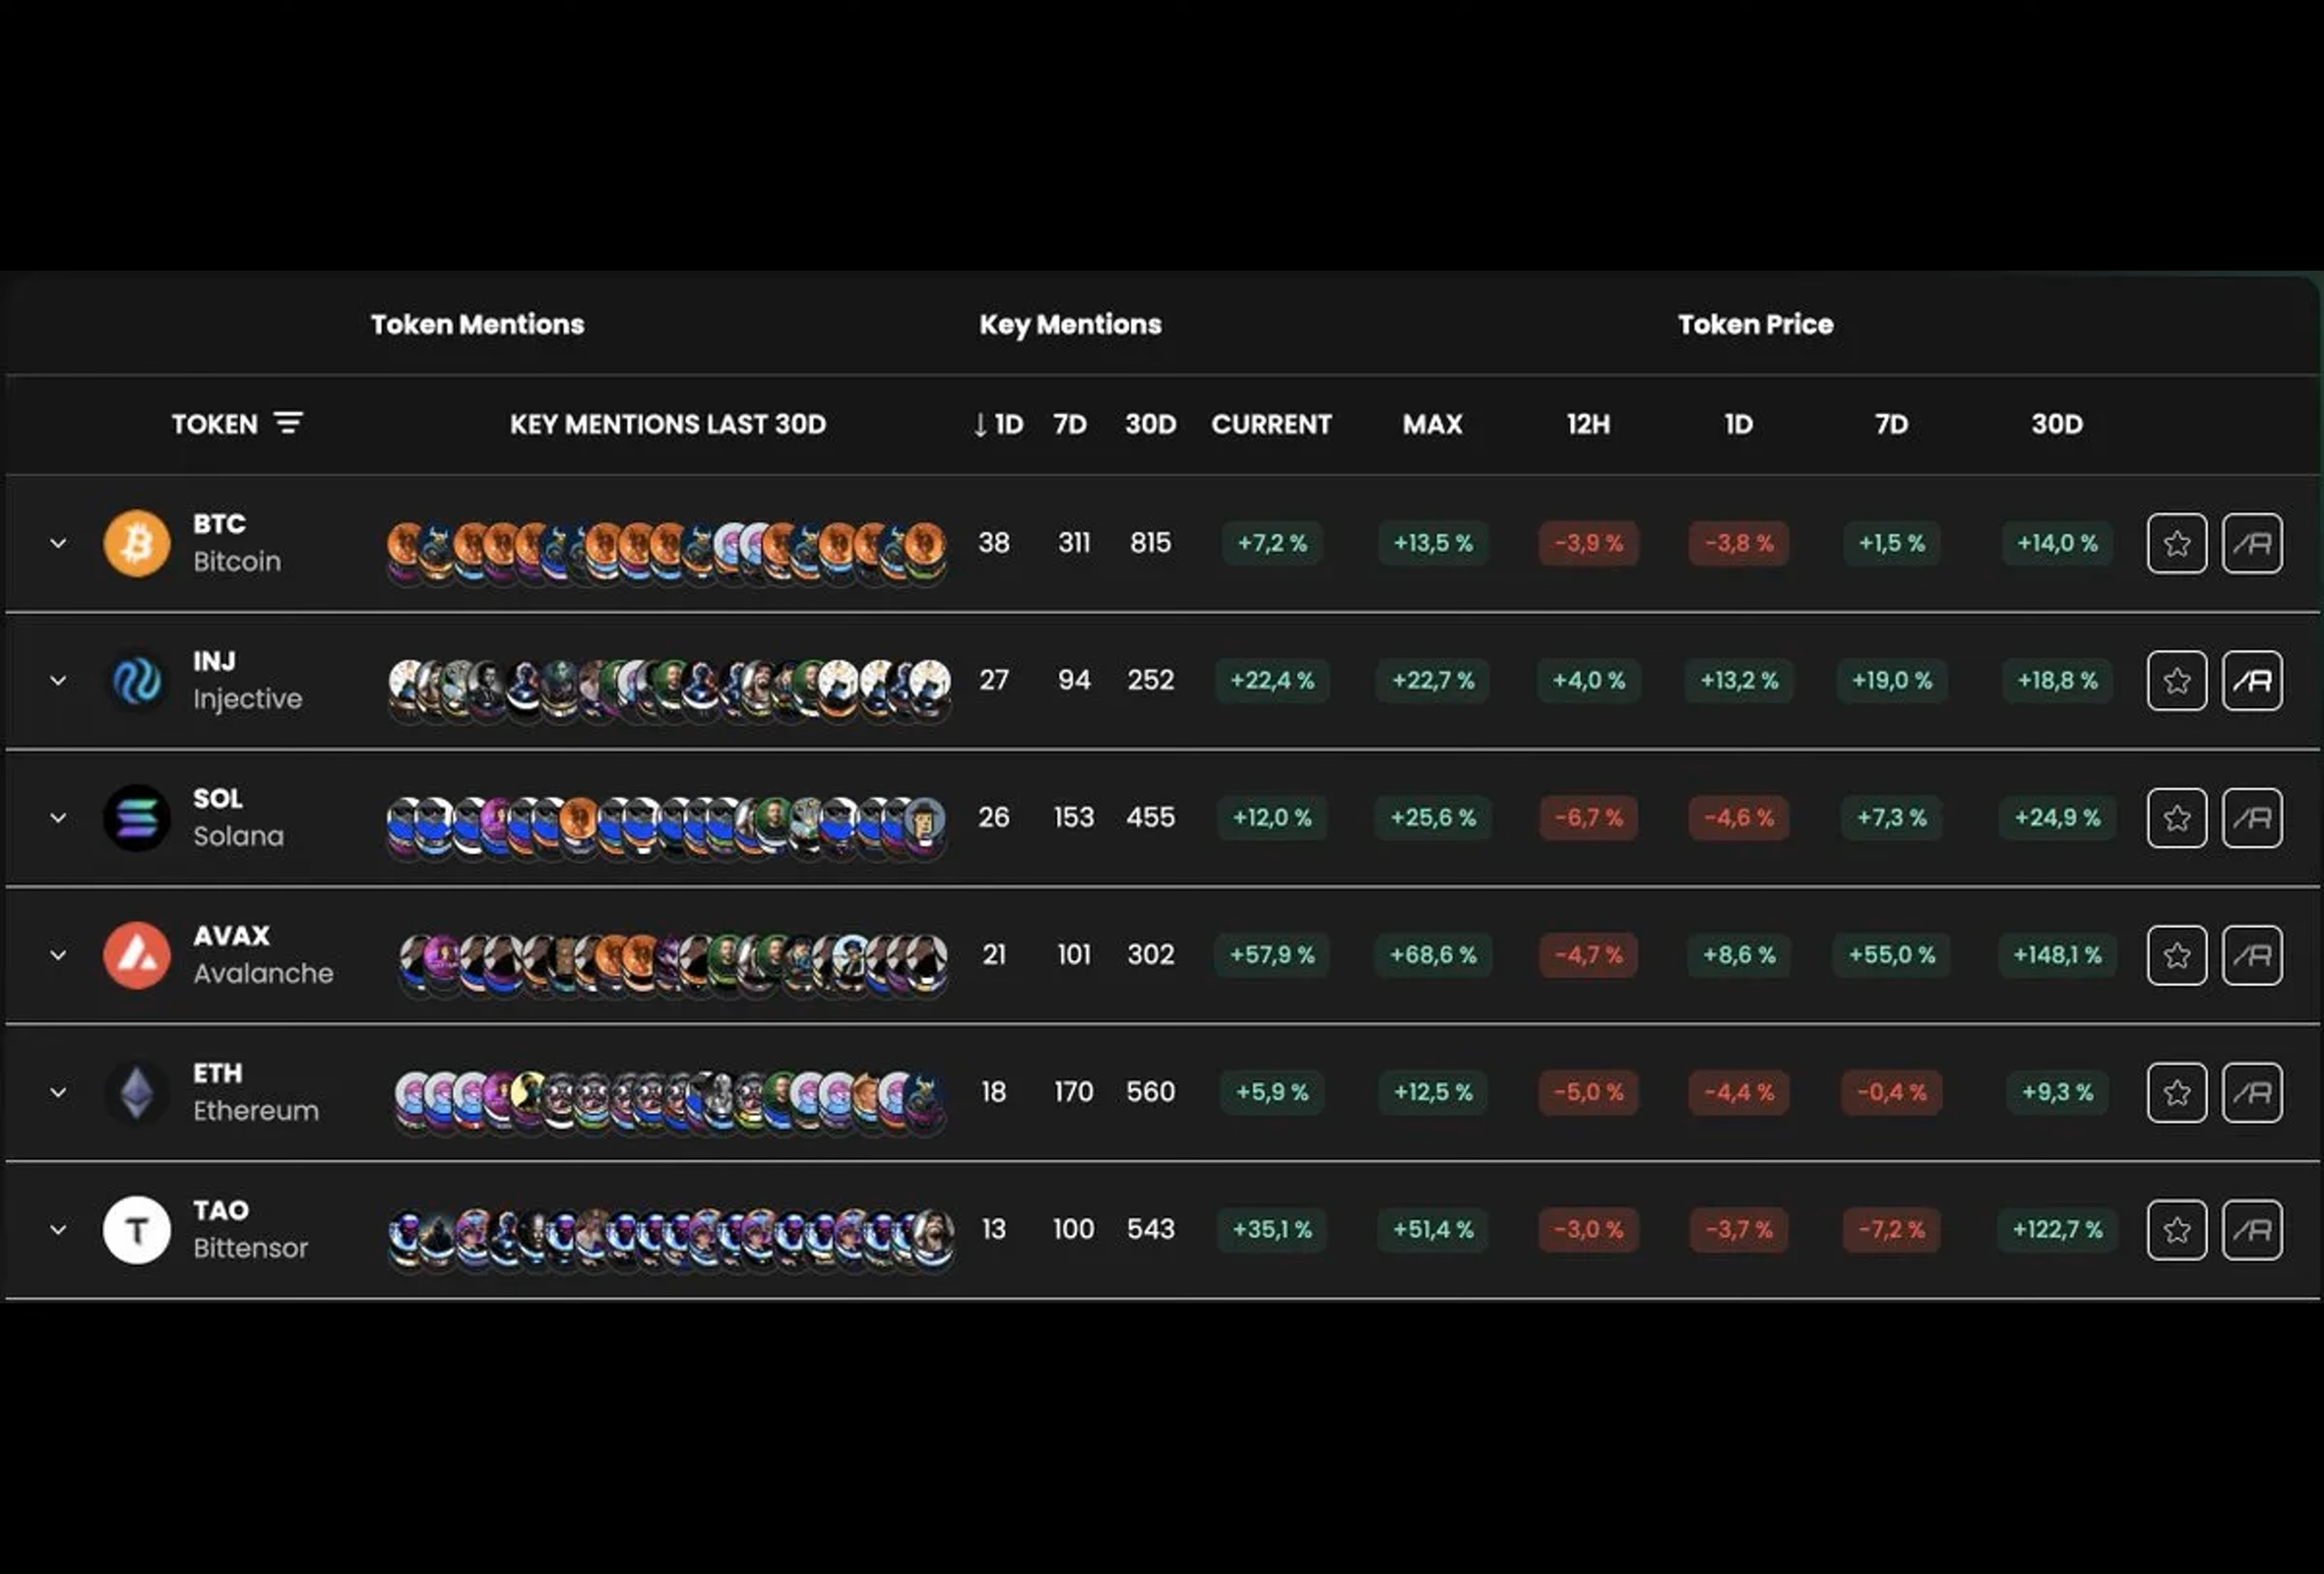 Token Mentions Key Mentions Token Price
TOKEN KEY MENTIONS LAST 30D ↓ 1D 7D 30D CURRENT MAX 12H 1D 7D 30D
BTC
Bitcoin
38 311 815 +7,2 % +13,5 % -3,9 % -3,8 % +1,5 % +14,0 %
INJ
Injective
27 94 252 +22,4 % +22,7 % +4,0 % +13,2 % +19,0 % +18,8 %
SOL
Solana
26 153 455 +12,0 % +25,6 % -6,7 % -4,6 % +7,3 % +24,9 %
AVAX
Avalanche
21 101 302 +57,9 % +68,6 % -4,7 % +8,6 % +55,0 % +148,1 %
ETH
Ethereum
18 170 560 +5,9 % +12,5 % -5,0 % -4,4 % -0,4 % +9,3 %
TAO
Bittensor
13 100 543 +35,1 % +51,4 % -3,0 % -3,7 % -7,2 % +122,7 %